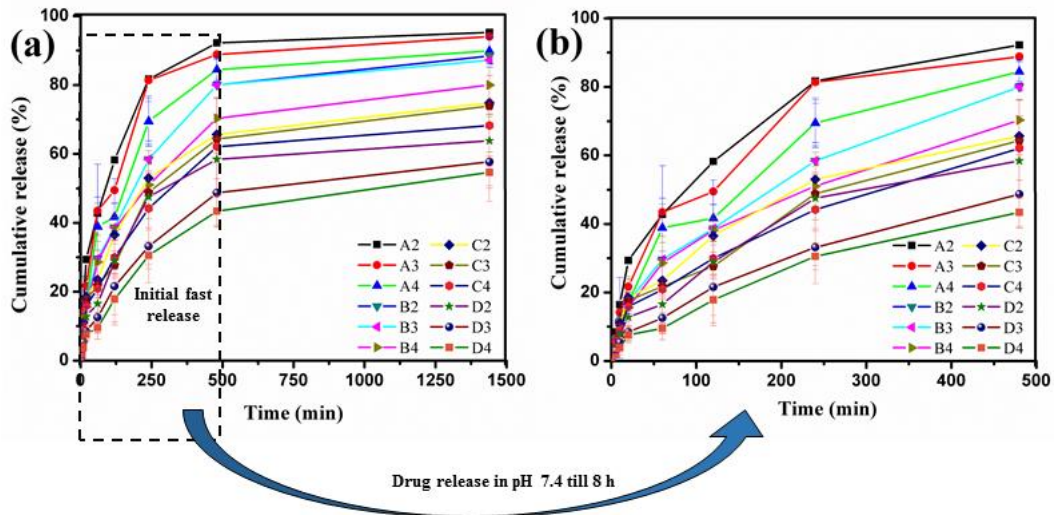 (a)
Cumulative release (%)
100
80
60
40
20
0
Initial fast
release
A2
A3
A4
B2
B3
B4
C2
C3
C4
D2
D3
D4
0
250
500
750
1000
1250
1500
Time (min)
(b)
Cumulative release (%)
100
80
60
40
20
0
A2
A3
A4
B2
B3
B4
C2
C3
C4
D2
D3
D4
0
100
200
300
400
500
Time (min)
Drug release in pH 7.4 till 8 h